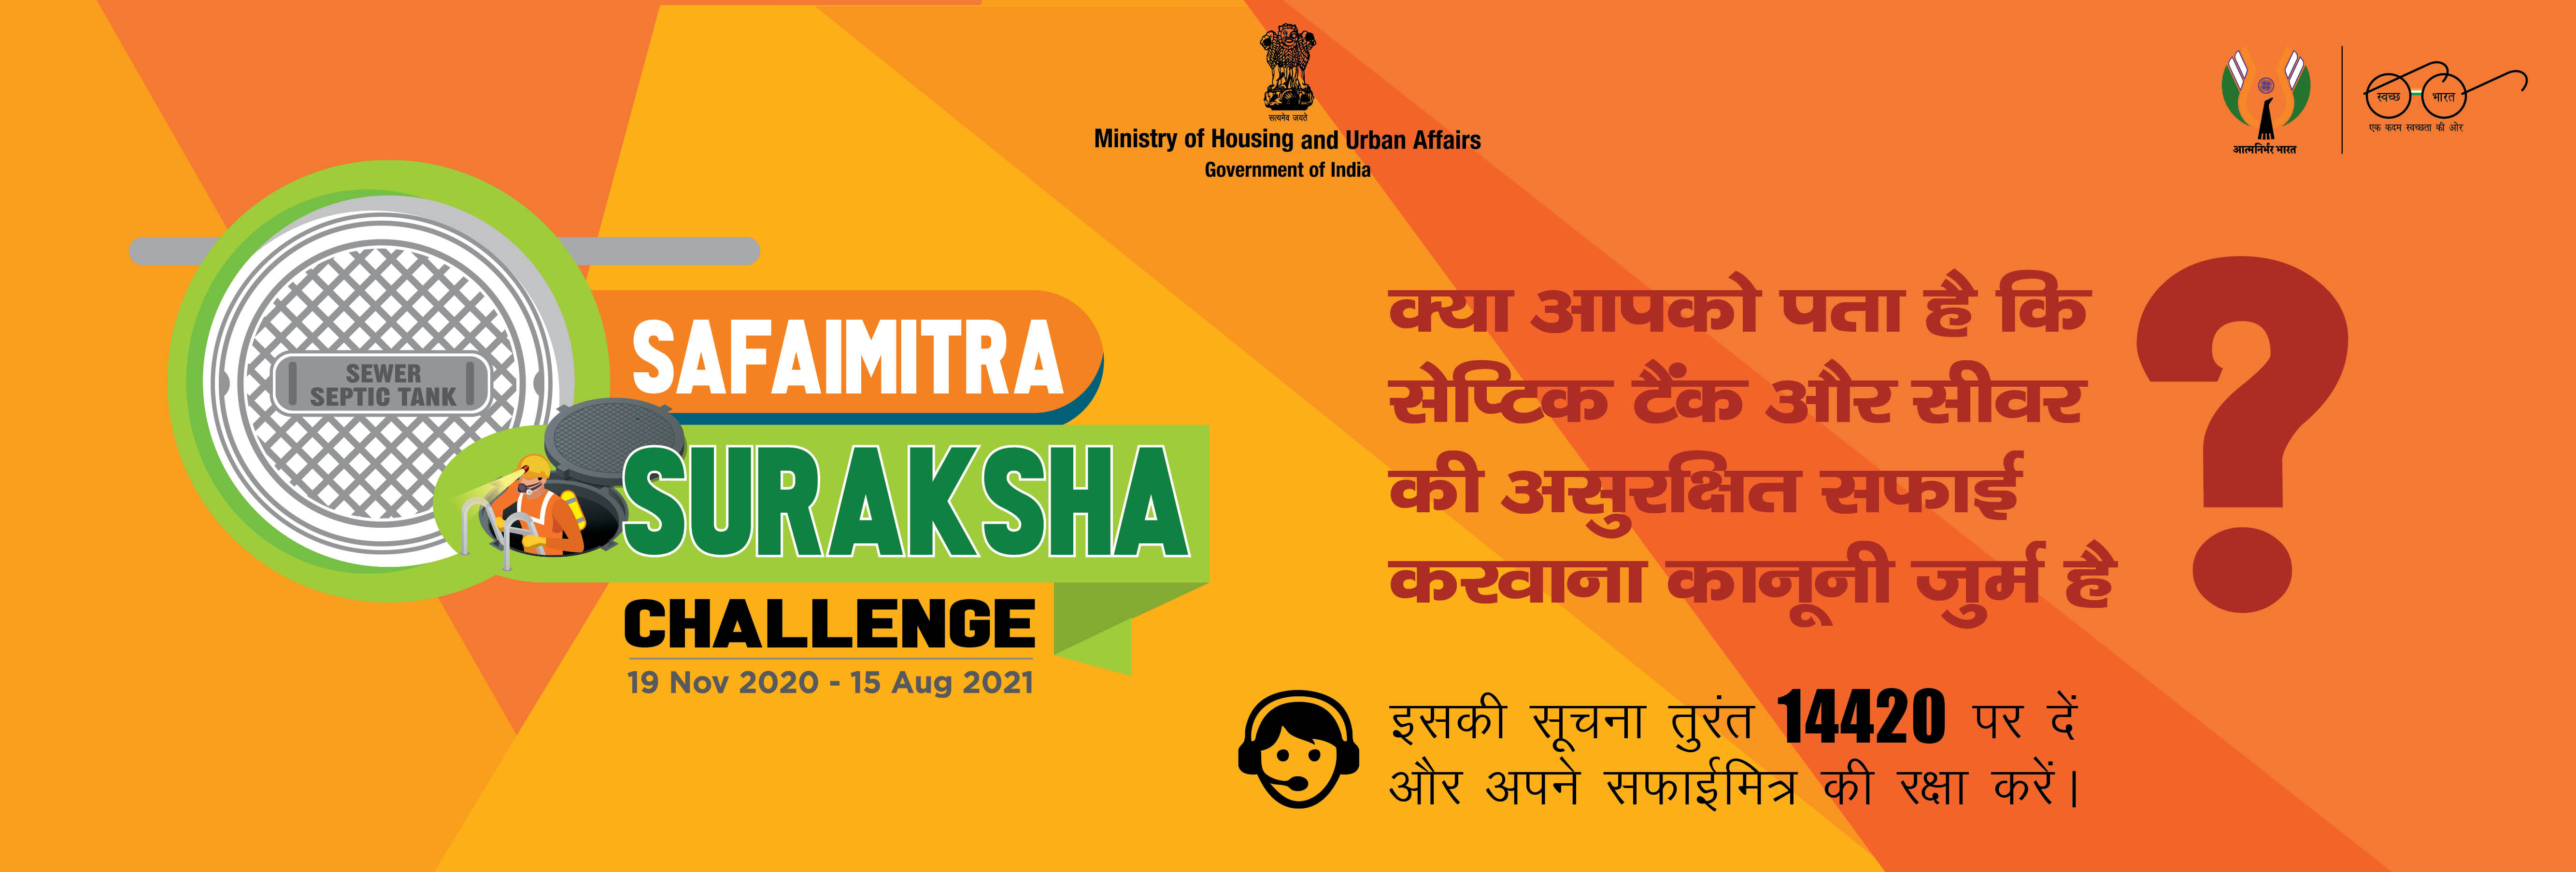 सत्यमेव जयते
Ministry of Housing and Urban Affairs
Government of India
आत्मनिर्भर भारत
स्वच्छ भारत
एक कदम स्वच्छता की ओर
SEWER
SEPTIC TANK
SAFAIMITRA
SURAKSHA
CHALLENGE
19 Nov 2020 - 15 Aug 2021
क्या आपको पता है कि
सेप्टिक टैंक और सीवर
की असुरक्षित सफाई
करवाना कानूनी जुर्म है ?
इसकी सूचना तुरंत 14420 पर दें
और अपने सफाईमित्र की रक्षा करें।